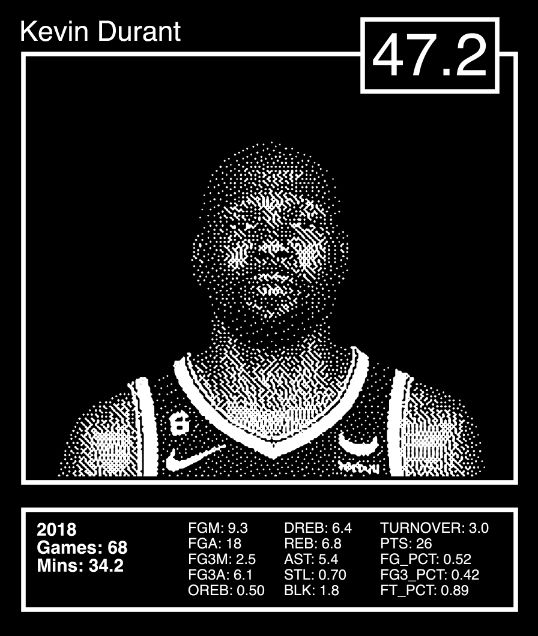 Kevin Durant
47.2
6
2018
Games: 68
Mins: 34.2
FGM: 9.3
FGA: 18
FG3M: 2.5
FG3A: 6.1
OREB: 0.50
DREB: 6.4
REB: 6.8
AST: 5.4
STL: 0.70
BLK: 1.8
TURNOVER: 3.0
PTS: 26
FG_PCT: 0.52
FG3_PCT: 0.42
FT_PCT: 0.89